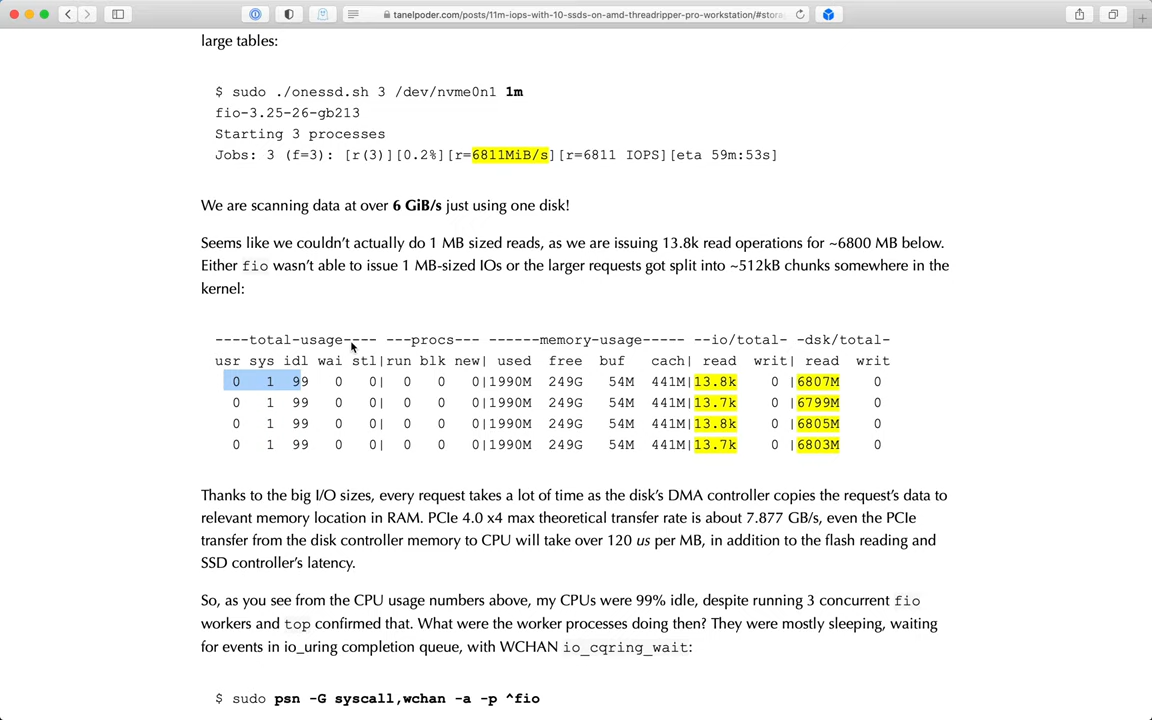 tanelpoder.com/posts/11m-iops-with-10-ssds-on-amd-threadripper-pro-workstation/#stora
large tables:
$ sudo ./onessd.sh 3 /dev/nvme0n1 1m
fio-3.25-26-gb213
Starting 3 processes
Jobs: 3 (f=3): [r(3)][0.2%][r=6811MiB/s][r=6811 IOPS][eta 59m:53s]
We are scanning data at over 6 GiB/s just using one disk!
Seems like we couldn’t actually do 1 MB sized reads, as we are issuing 13.8k read operations for ~6800 MB below.
Either fio wasn’t able to issue 1 MB-sized IOs or the larger requests got split into ~512kB chunks somewhere in the
kernel:
----total-usage---- ---procs--- ------memory-usage----- --io/total- -dsk/total-
usr sys idl wai stl|run blk new| used free buf cach| read writ| read writ
0 1 99 0 0| 0 0 0|1990M 249G 54M 441M|13.8k 0 |6807M 0
0 1 99 0 0| 0 0 0|1990M 249G 54M 441M|13.7k 0 |6799M 0
0 1 99 0 0| 0 0 0|1990M 249G 54M 441M|13.8k 0 |6805M 0
0 1 99 0 0| 0 0 0|1990M 249G 54M 441M|13.7k 0 |6803M 0
Thanks to the big I/O sizes, every request takes a lot of time as the disk’s DMA controller copies the request’s data to
relevant memory location in RAM. PCIe 4.0 x4 max theoretical transfer rate is about 7.877 GB/s, even the PCIe
transfer from the disk controller memory to CPU will take over 120 us per MB, in addition to the flash reading and
SSD controller’s latency.
So, as you see from the CPU usage numbers above, my CPUs were 99% idle, despite running 3 concurrent fio
workers and top confirmed that. What were the worker processes doing then? They were mostly sleeping, waiting
for events in io_uring completion queue, with WCHAN io_cqring_wait:
$ sudo psn -G syscall,wchan -a -p ^fio